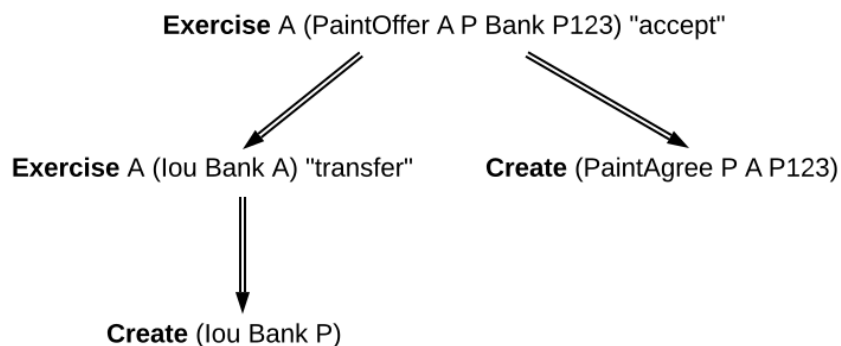 Exercise A (PaintOffer A P Bank P123) "accept"
Exercise A (Iou Bank A) "transfer"
Create (PaintAgree P A P123)
Create (Iou Bank P)